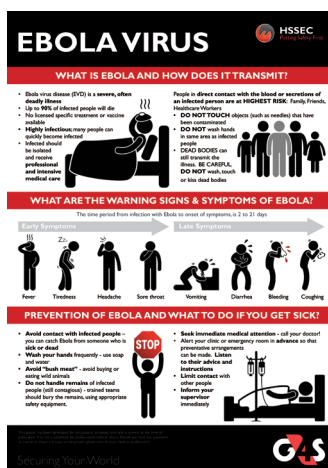 HSSEC
Putting Safety First
EBOLA VIRUS
WHAT IS EBOLA AND HOW DOES IT TRANSMIT?
• Ebola virus disease (EVD) is a severe, often
deadly illness
• Up to 90% of infected people will die
• No licensed specific treatment or vaccine
available
• Highly infectious; many people can
quickly become infected
• Infected should
be isolated
and receive
professional
and intensive
medical care
People in direct contact with the blood or secretions of
an infected person are at HIGHEST RISK: Family, Friends,
Healthcare Workers
• DO NOT TOUCH objects (such as needles) that have
been contaminated
• DO NOT wash hands
in same area as infected
people
• DEAD BODIES can
still transmit the
illness. BE CAREFUL.
DO NOT wash, touch
or kiss dead bodies
WHAT ARE THE WARNING SIGNS & SYMPTOMS OF EBOLA?
The time period from infection with Ebola to onset of symptoms, is 2 to 21 days
Early Symptoms
Late Symptoms
Fever
Tiredness
Headache
Sore throat
Vomiting
Diarrhea
Bleeding
Coughing
PREVENTION OF EBOLA AND WHAT TO DO IF YOU GET SICK?
• Avoid contact with infected people –
you can catch Ebola from someone who is
sick or dead
• Wash your hands frequently - use soap
and water
• Avoid "bush meat" - avoid buying or
eating wild animals
• Do not handle remains of infected
people (still contagious) - trained teams
should bury the remains, using appropriate
safety equipment.
STOP
• Seek immediate medical attention - call your doctor!
• Alert your clinic or emergency room in advance so that
preventative arrangements
can be made. Listen
to their advice and
instructions
• Limit contact with
other people
• Inform your
supervisor
immediately
G4S
Securing Your World